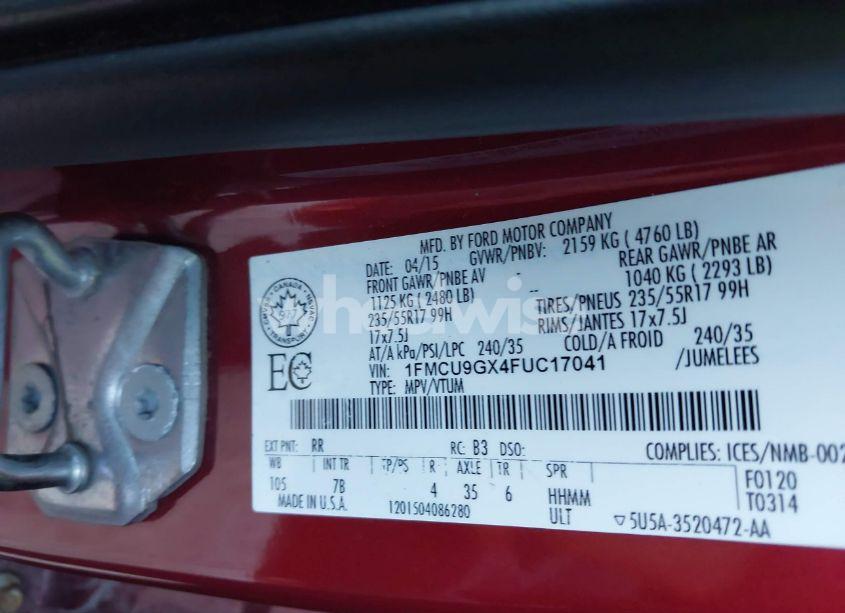 MFD. BY FORD MOTOR COMPANY
DATE: 04/15 GVWR/PNBV: 2159 KG ( 4760 LB)
FRONT GAWR/PNBE AV - REAR GAWR/PNBE AR
1125 KG ( 2480 LB) -- 1040 KG ( 2293 LB)
235/55R17 99H TIRES/PNEUS 235/55R17 99H
17x7.5J RIMS/JANTES 17x7.5J
AT/A kPa/PSI/LPC 240/35 COLD/A FROID 240/35
VIN: 1FMCU9GX4FUC17041 /JUMELEES
TYPE: MPV/VTUM
CANADA
TRANSPORT
EC
EXT PNT: RR RC: B3 DSO: COMPLIES: ICES/NMB-002
WB INT TR TP/PS R AXLE TR SPR F0120
105 7B 4 35 6 HHMM T0314
MADE IN U.S.A. 1201504086280 ULT ▽5U5A-3520472-AA